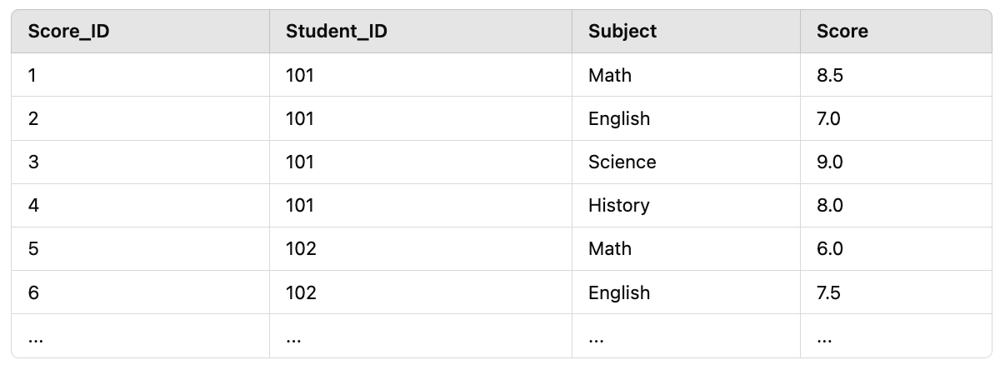 Score_ID Student_ID Subject Score
1 101 Math 8.5
2 101 English 7.0
3 101 Science 9.0
4 101 History 8.0
5 102 Math 6.0
6 102 English 7.5
... ... ... ...